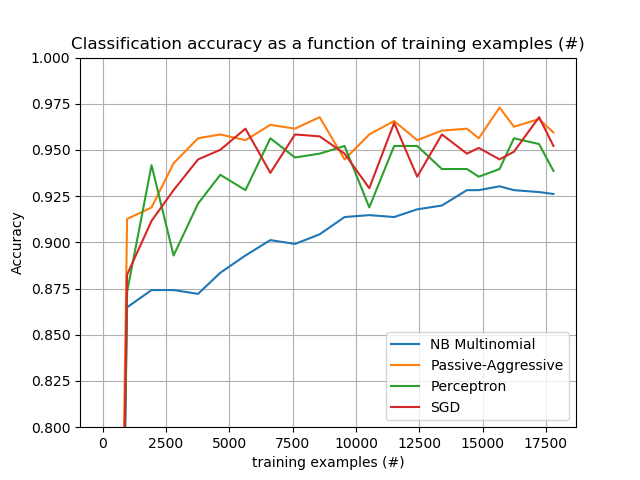 Classification accuracy as a function of training examples (#)
1.000
0.975
0.950
0.925
0.900
0.875
0.850
0.825
0.800
Accuracy
NB Multinomial
Passive-Aggressive
Perceptron
SGD
0 2500 5000 7500 10000 12500 15000 17500
training examples (#)